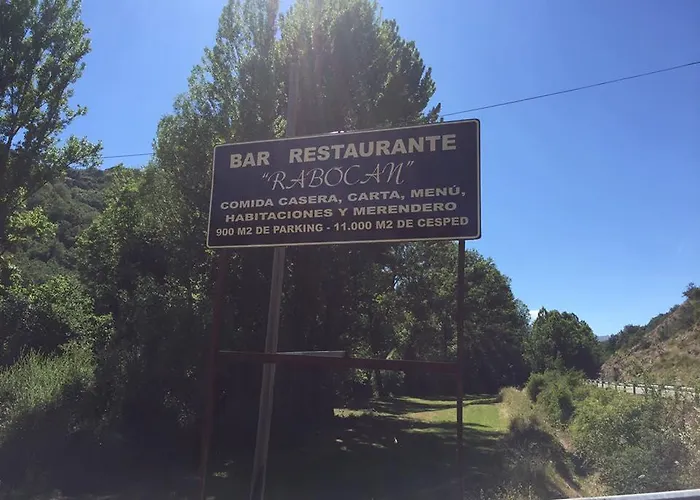 BAR RESTAURANTE
"RABOCAN"
COMIDA CASERA, CARTA, MENÚ,
HABITACIONES Y MERENDERO
900 M2 DE PARKING - 11.000 M2 DE CESPED